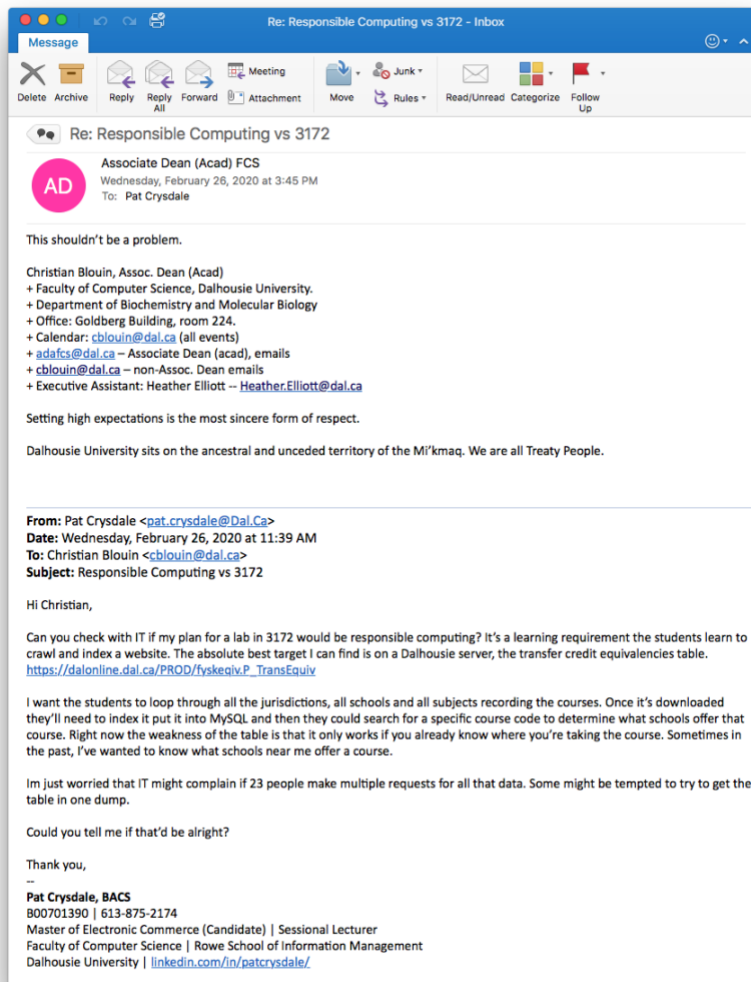 Re: Responsible Computing vs 3172 - Inbox
Message
Delete Archive Reply Reply All Forward Meeting Attachment Move Junk Rules Read/Unread Categorize Follow Up
Re: Responsible Computing vs 3172
AD
Associate Dean (Acad) FCS
Wednesday, February 26, 2020 at 3:45 PM
To: Pat Crysdale
This shouldn't be a problem.
Christian Blouin, Assoc. Dean (Acad)
+ Faculty of Computer Science, Dalhousie University.
+ Department of Biochemistry and Molecular Biology
+ Office: Goldberg Building, room 224.
+ Calendar: cblouin@dal.ca (all events)
+ adafcs@dal.ca – Associate Dean (acad), emails
+ cblouin@dal.ca – non-Assoc. Dean emails
+ Executive Assistant: Heather Elliott -- Heather.Elliott@dal.ca
Setting high expectations is the most sincere form of respect.
Dalhousie University sits on the ancestral and unceded territory of the Mi'kmaq. We are all Treaty People.
From: Pat Crysdale <pat.crysdale@Dal.Ca>
Date: Wednesday, February 26, 2020 at 11:39 AM
To: Christian Blouin <cblouin@dal.ca>
Subject: Responsible Computing vs 3172
Hi Christian,
Can you check with IT if my plan for a lab in 3172 would be responsible computing? It's a learning requirement the students learn to
crawl and index a website. The absolute best target I can find is on a Dalhousie server, the transfer credit equivalencies table.
https://dalonline.dal.ca/PROD/fyskeqiv.P_TransEquiv
I want the students to loop through all the jurisdictions, all schools and all subjects recording the courses. Once it's downloaded
they'll need to index it put it into MySQL and then they could search for a specific course code to determine what schools offer that
course. Right now the weakness of the table is that it only works if you already know where you're taking the course. Sometimes in
the past, I've wanted to know what schools near me offer a course.
Im just worried that IT might complain if 23 people make multiple requests for all that data. Some might be tempted to try to get the
table in one dump.
Could you tell me if that'd be alright?
Thank you,
--
Pat Crysdale, BACS
B00701390 | 613-875-2174
Master of Electronic Commerce (Candidate) | Sessional Lecturer
Faculty of Computer Science | Rowe School of Information Management
Dalhousie University | linkedin.com/in/patcrysdale/